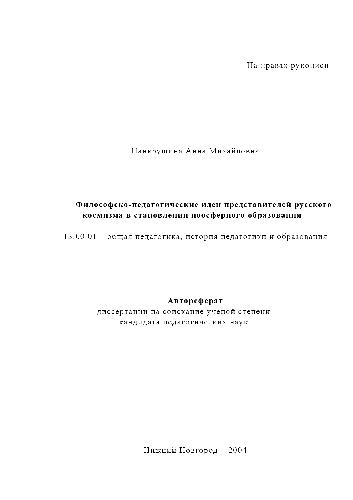 На правах рукописи
Анна Михайловна
Философско-педагогические идеи представителей русского
космизма в становлении ноосферного образования
13.00.01 общая педагогика, история педагогики и образования
Автореферат
диссертации на соискание ученой степени
кандидата педагогических наук
Нижний Новгород 2004